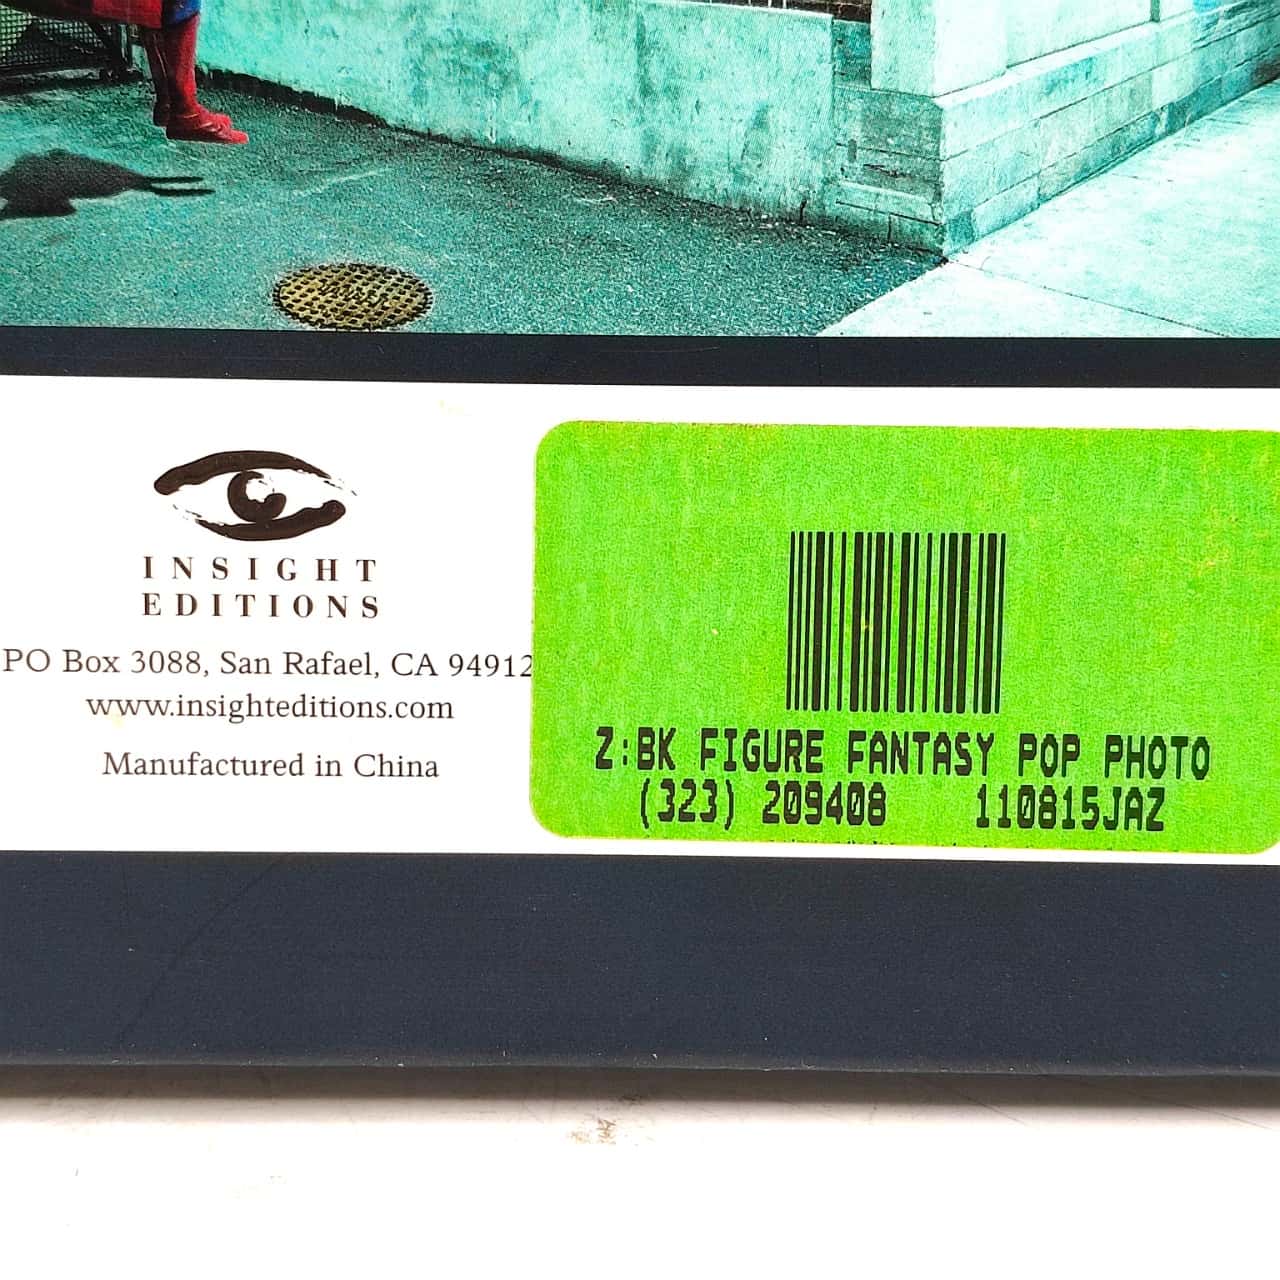 INSIGHT
EDITIONS
PO Box 3088, San Rafael, CA 94912
www.insighteditions.com
Manufactured in China
Z:BK FIGURE FANTASY POP PHOTO
(323) 209408 110815JAZ